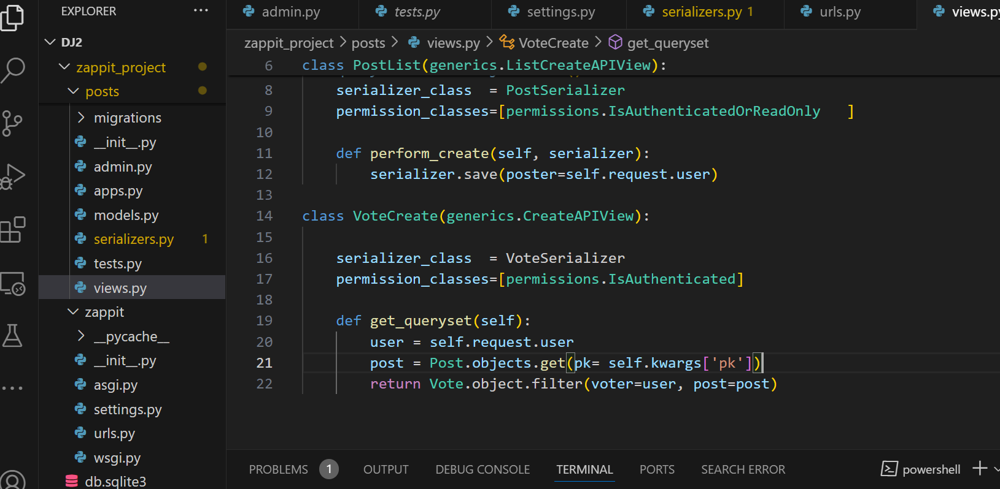 EXPLORER ...
DJ2
zappit_project
posts
migrations
__init__.py
admin.py
apps.py
models.py
serializers.py 1
tests.py
views.py
zappit
__pycache__
__init__.py
asgi.py
settings.py
urls.py
wsgi.py
db.sqlite3
admin.py tests.py settings.py serializers.py 1 urls.py views.py
zappit_project > posts > views.py > VoteCreate > get_queryset
6 class PostList(generics.ListCreateAPIView):
8 serializer_class  = PostSerializer
9 permission_classes=[permissions.IsAuthenticatedOrReadOnly   ]
10
11 def perform_create(self, serializer):
12 serializer.save(poster=self.request.user)
13
14 class VoteCreate(generics.CreateAPIView):
15
16 serializer_class  = VoteSerializer
17 permission_classes=[permissions.IsAuthenticated]
18
19 def get_queryset(self):
20 user = self.request.user
21 post = Post.objects.get(pk= self.kwargs['pk'])
22 return Vote.object.filter(voter=user, post=post)
PROBLEMS 1 OUTPUT DEBUG CONSOLE TERMINAL PORTS SEARCH ERROR powershell